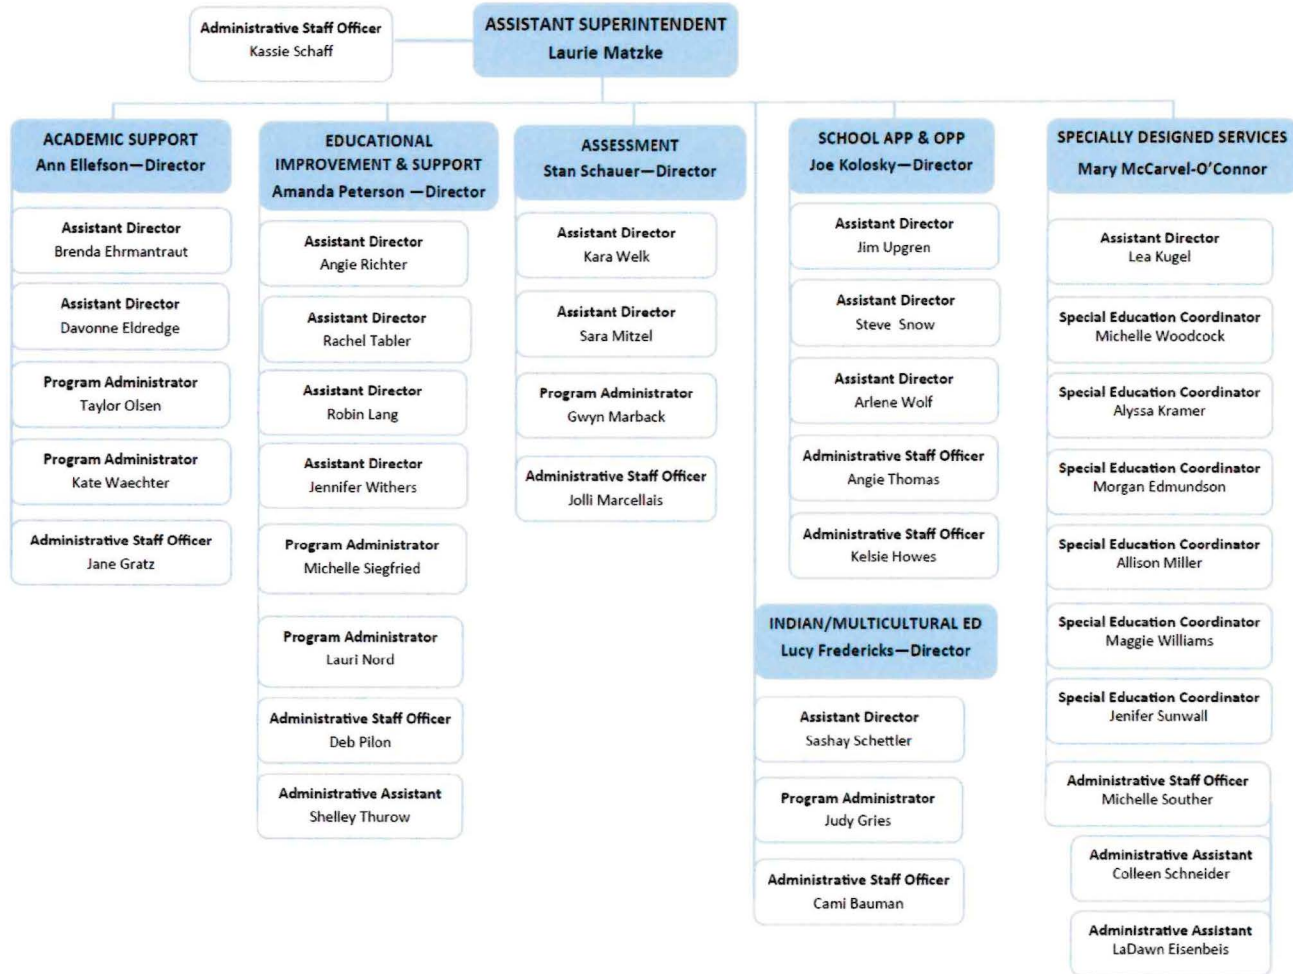 Administrative Staff Officer
Kassie Schaff
ASSISTANT SUPERINTENDENT
Laurie Matzke
ACADEMIC SUPPORT
Ann Ellefson—Director
Assistant Director
Brenda Ehrmantraut
Assistant Director
Davonne Eldredge
Program Administrator
Taylor Olsen
Program Administrator
Kate Waechter
Administrative Staff Officer
Jane Gratz
EDUCATIONAL
IMPROVEMENT & SUPPORT
Amanda Peterson —Director
Assistant Director
Angie Richter
Assistant Director
Rachel Tabler
Assistant Director
Robin Lang
Assistant Director
Jennifer Withers
Program Administrator
Michelle Siegfried
Program Administrator
Lauri Nord
Administrative Staff Officer
Deb Pilon
Administrative Assistant
Shelley Thurow
ASSESSMENT
Stan Schauer—Director
Assistant Director
Kara Welk
Assistant Director
Sara Mitzel
Program Administrator
Gwyn Marback
Administrative Staff Officer
Jolli Marcellais
SCHOOL APP & OPP
Joe Kolosky—Director
Assistant Director
Jim Upgren
Assistant Director
Steve Snow
Assistant Director
Arlene Wolf
Administrative Staff Officer
Angie Thomas
Administrative Staff Officer
Kelsie Howes
INDIAN/MULTICULTURAL ED
Lucy Fredericks—Director
Assistant Director
Sashay Schettler
Program Administrator
Judy Gries
Administrative Staff Officer
Cami Bauman
SPECIALLY DESIGNED SERVICES
Mary McCarvel-O'Connor
Assistant Director
Lea Kugel
Special Education Coordinator
Michelle Woodcock
Special Education Coordinator
Alyssa Kramer
Special Education Coordinator
Morgan Edmundson
Special Education Coordinator
Allison Miller
Special Education Coordinator
Maggie Williams
Special Education Coordinator
Jenifer Sunwall
Administrative Staff Officer
Michelle Souther
Administrative Assistant
Colleen Schneider
Administrative Assistant
LaDawn Eisenbeis